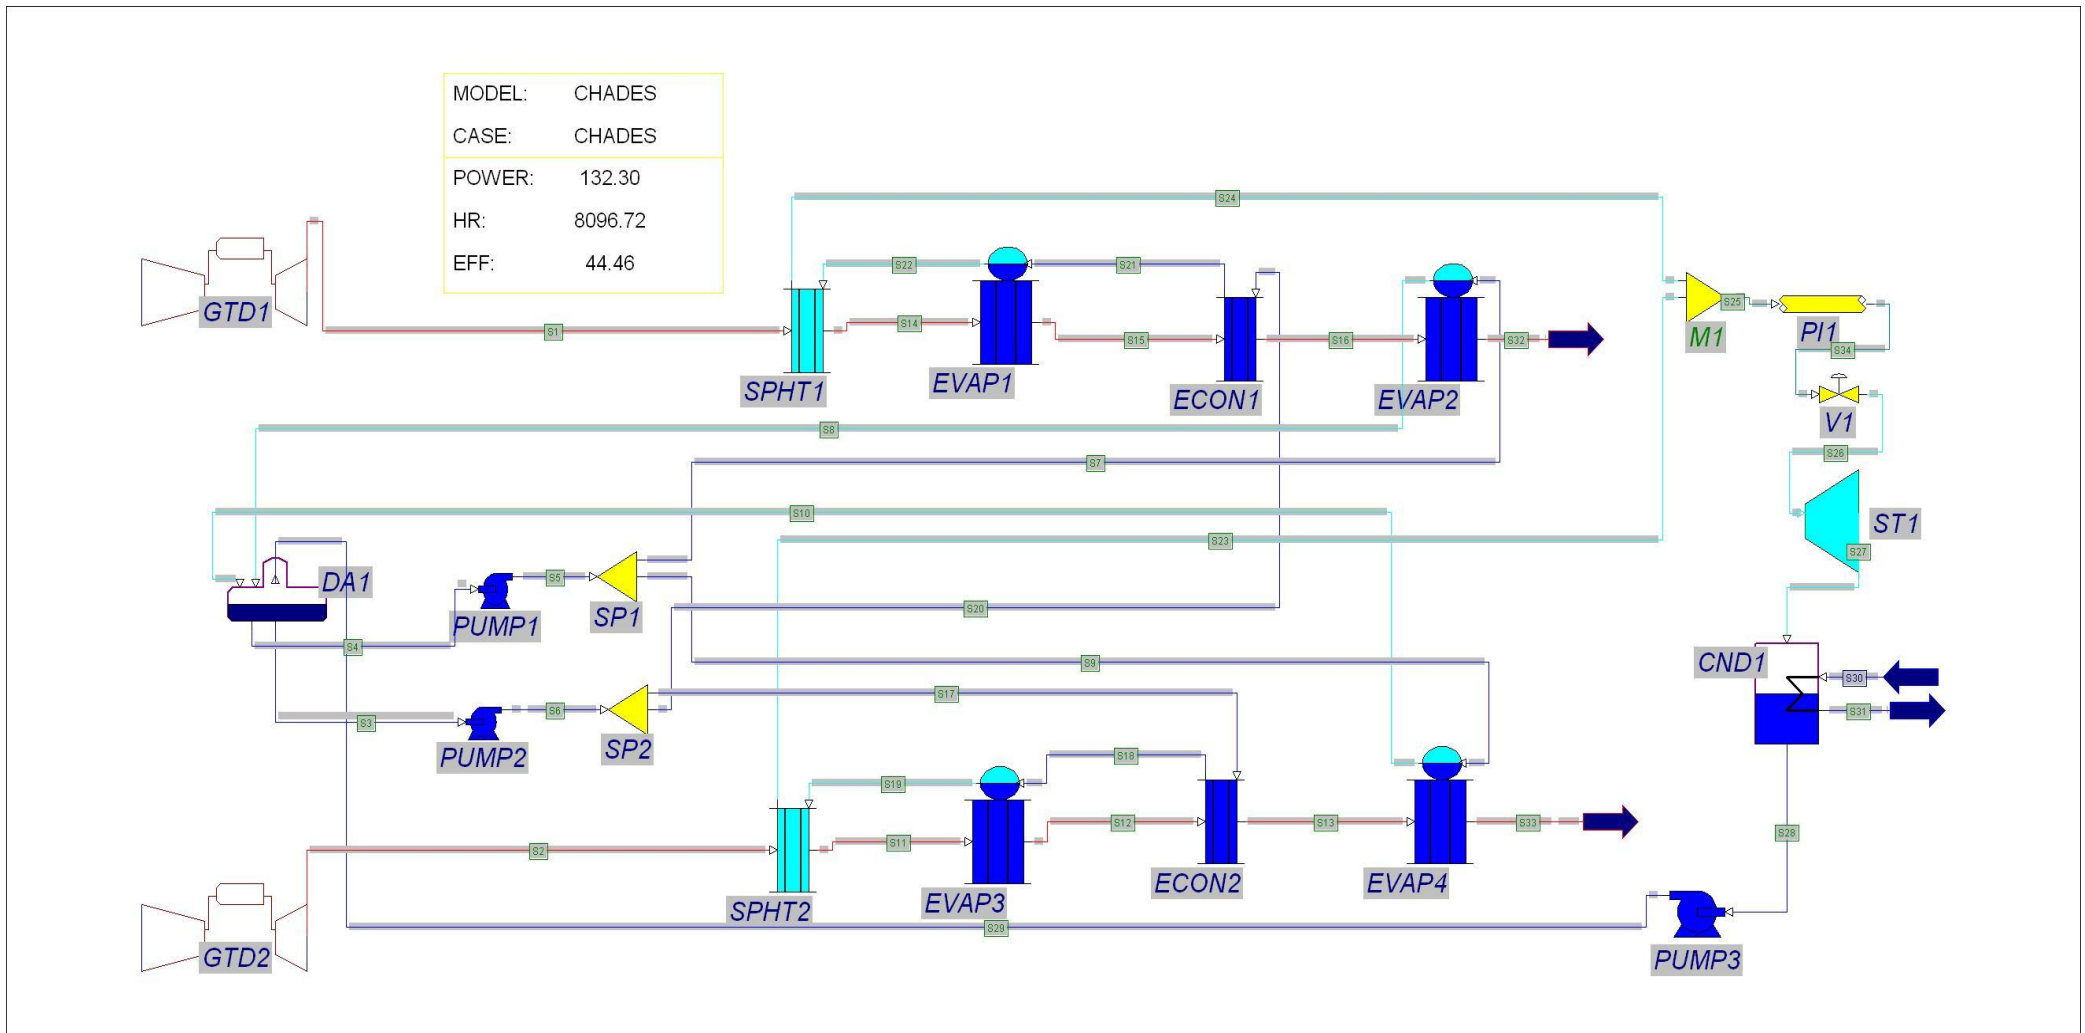 MODEL: CHADES
CASE: CHADES
POWER: 132.30
HR: 8096.72
EFF: 44.46
S24
GTD1
S22
S21
S1
S14
S15
S16
S32
S25
M1
PI1
S34
SPHT1
EVAP1
ECON1
EVAP2
V1
S8
S26
S7
S10
S23
ST1
S27
DA1
S5
PUMP1
SP1
S20
S4
S9
CND1
S30
S17
S6
S31
S3
PUMP2
SP2
S18
S19
S12
S13
S33
S28
S2
S11
SPHT2
EVAP3
ECON2
EVAP4
S29
GTD2
PUMP3